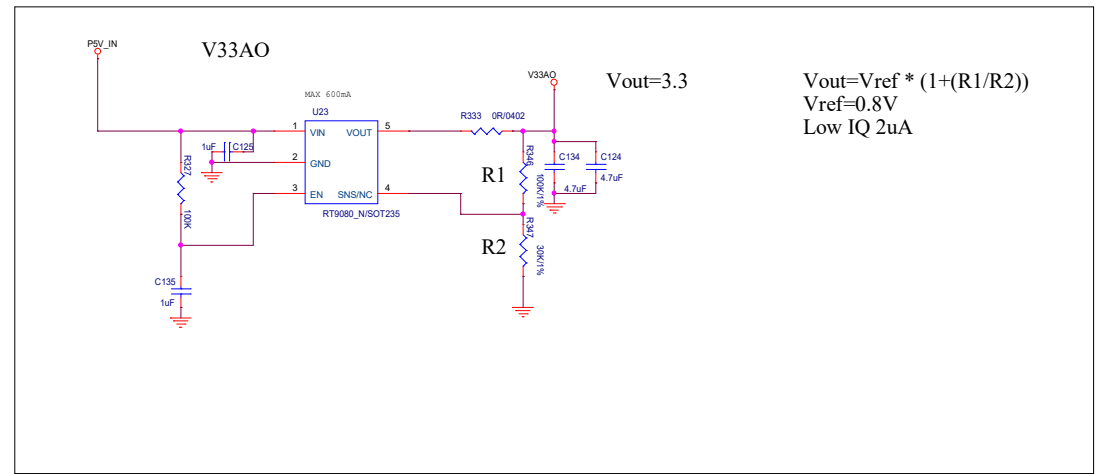 P5V_IN
V33AO
V33AO
Vout=3.3
Vout=Vref * (1+(R1/R2))
Vref=0.8V
Low IQ 2uA
MAX 600mA
U23
R333 0R/0402
1 VIN VOUT 5
1uF C125
2 GND
3 EN SNS/NC 4
RT9080_N/SOT235
R327
100K
R1
R346
100K/1%
C134
4.7uF
C124
4.7uF
R2
R347
30K/1%
C135
1uF